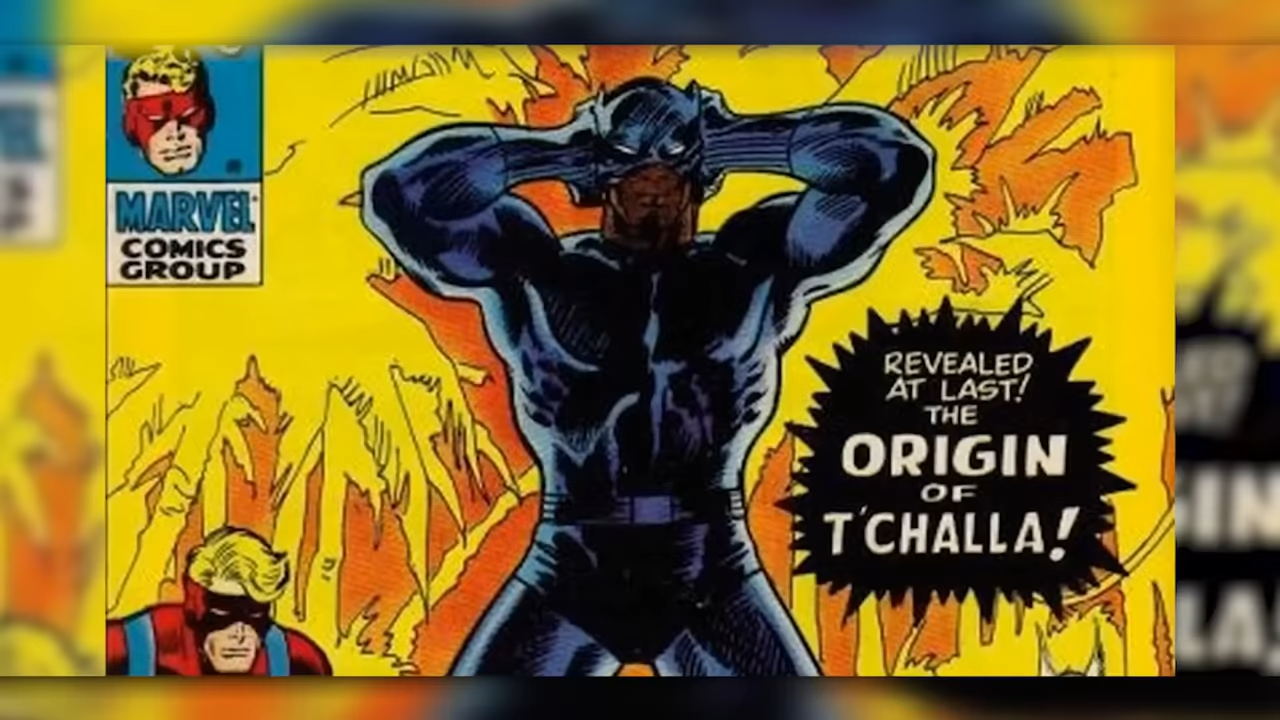 MARVEL
COMICS
GROUP
REVEALED
AT LAST!
THE
ORIGIN
OF
T'CHALLA!